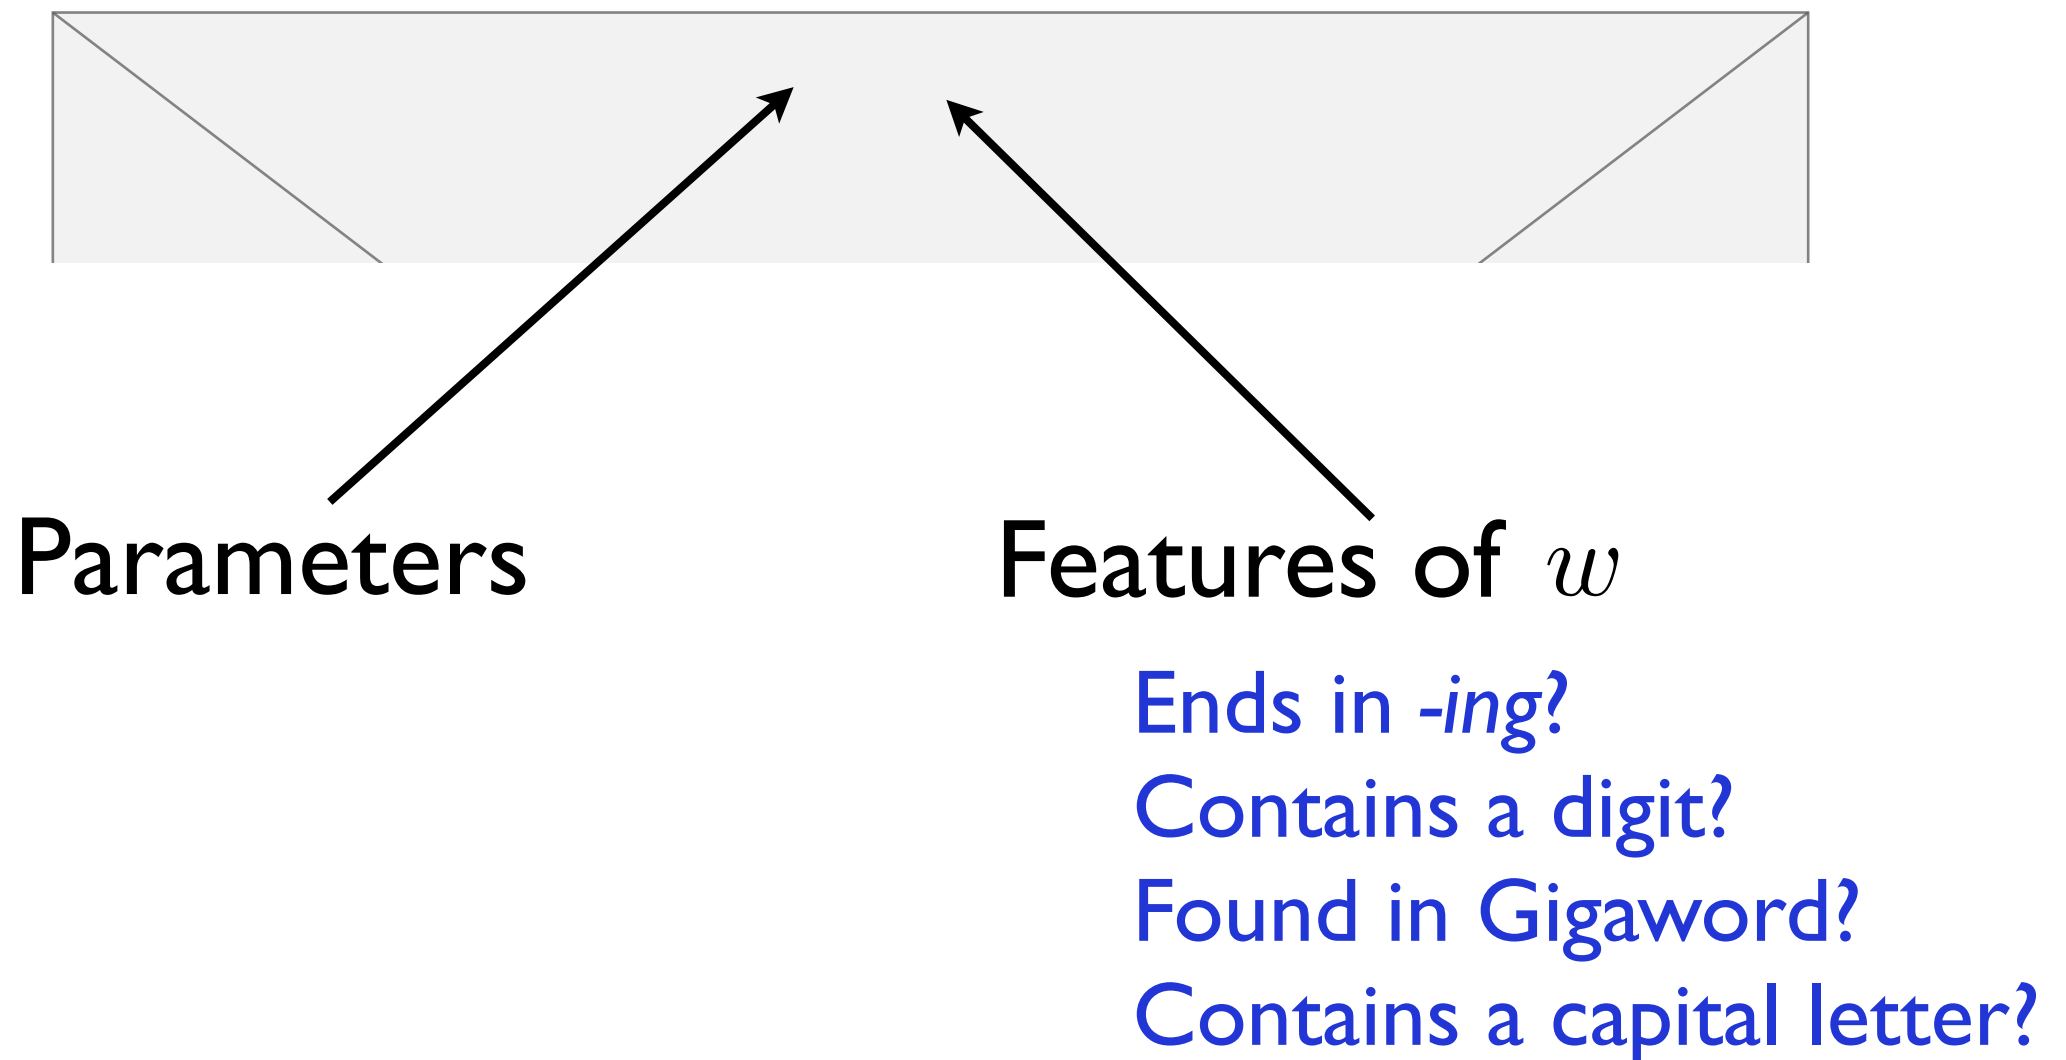 Parameters
Features of w
Ends in -ing?
Contains a digit?
Found in Gigaword?
Contains a capital letter?